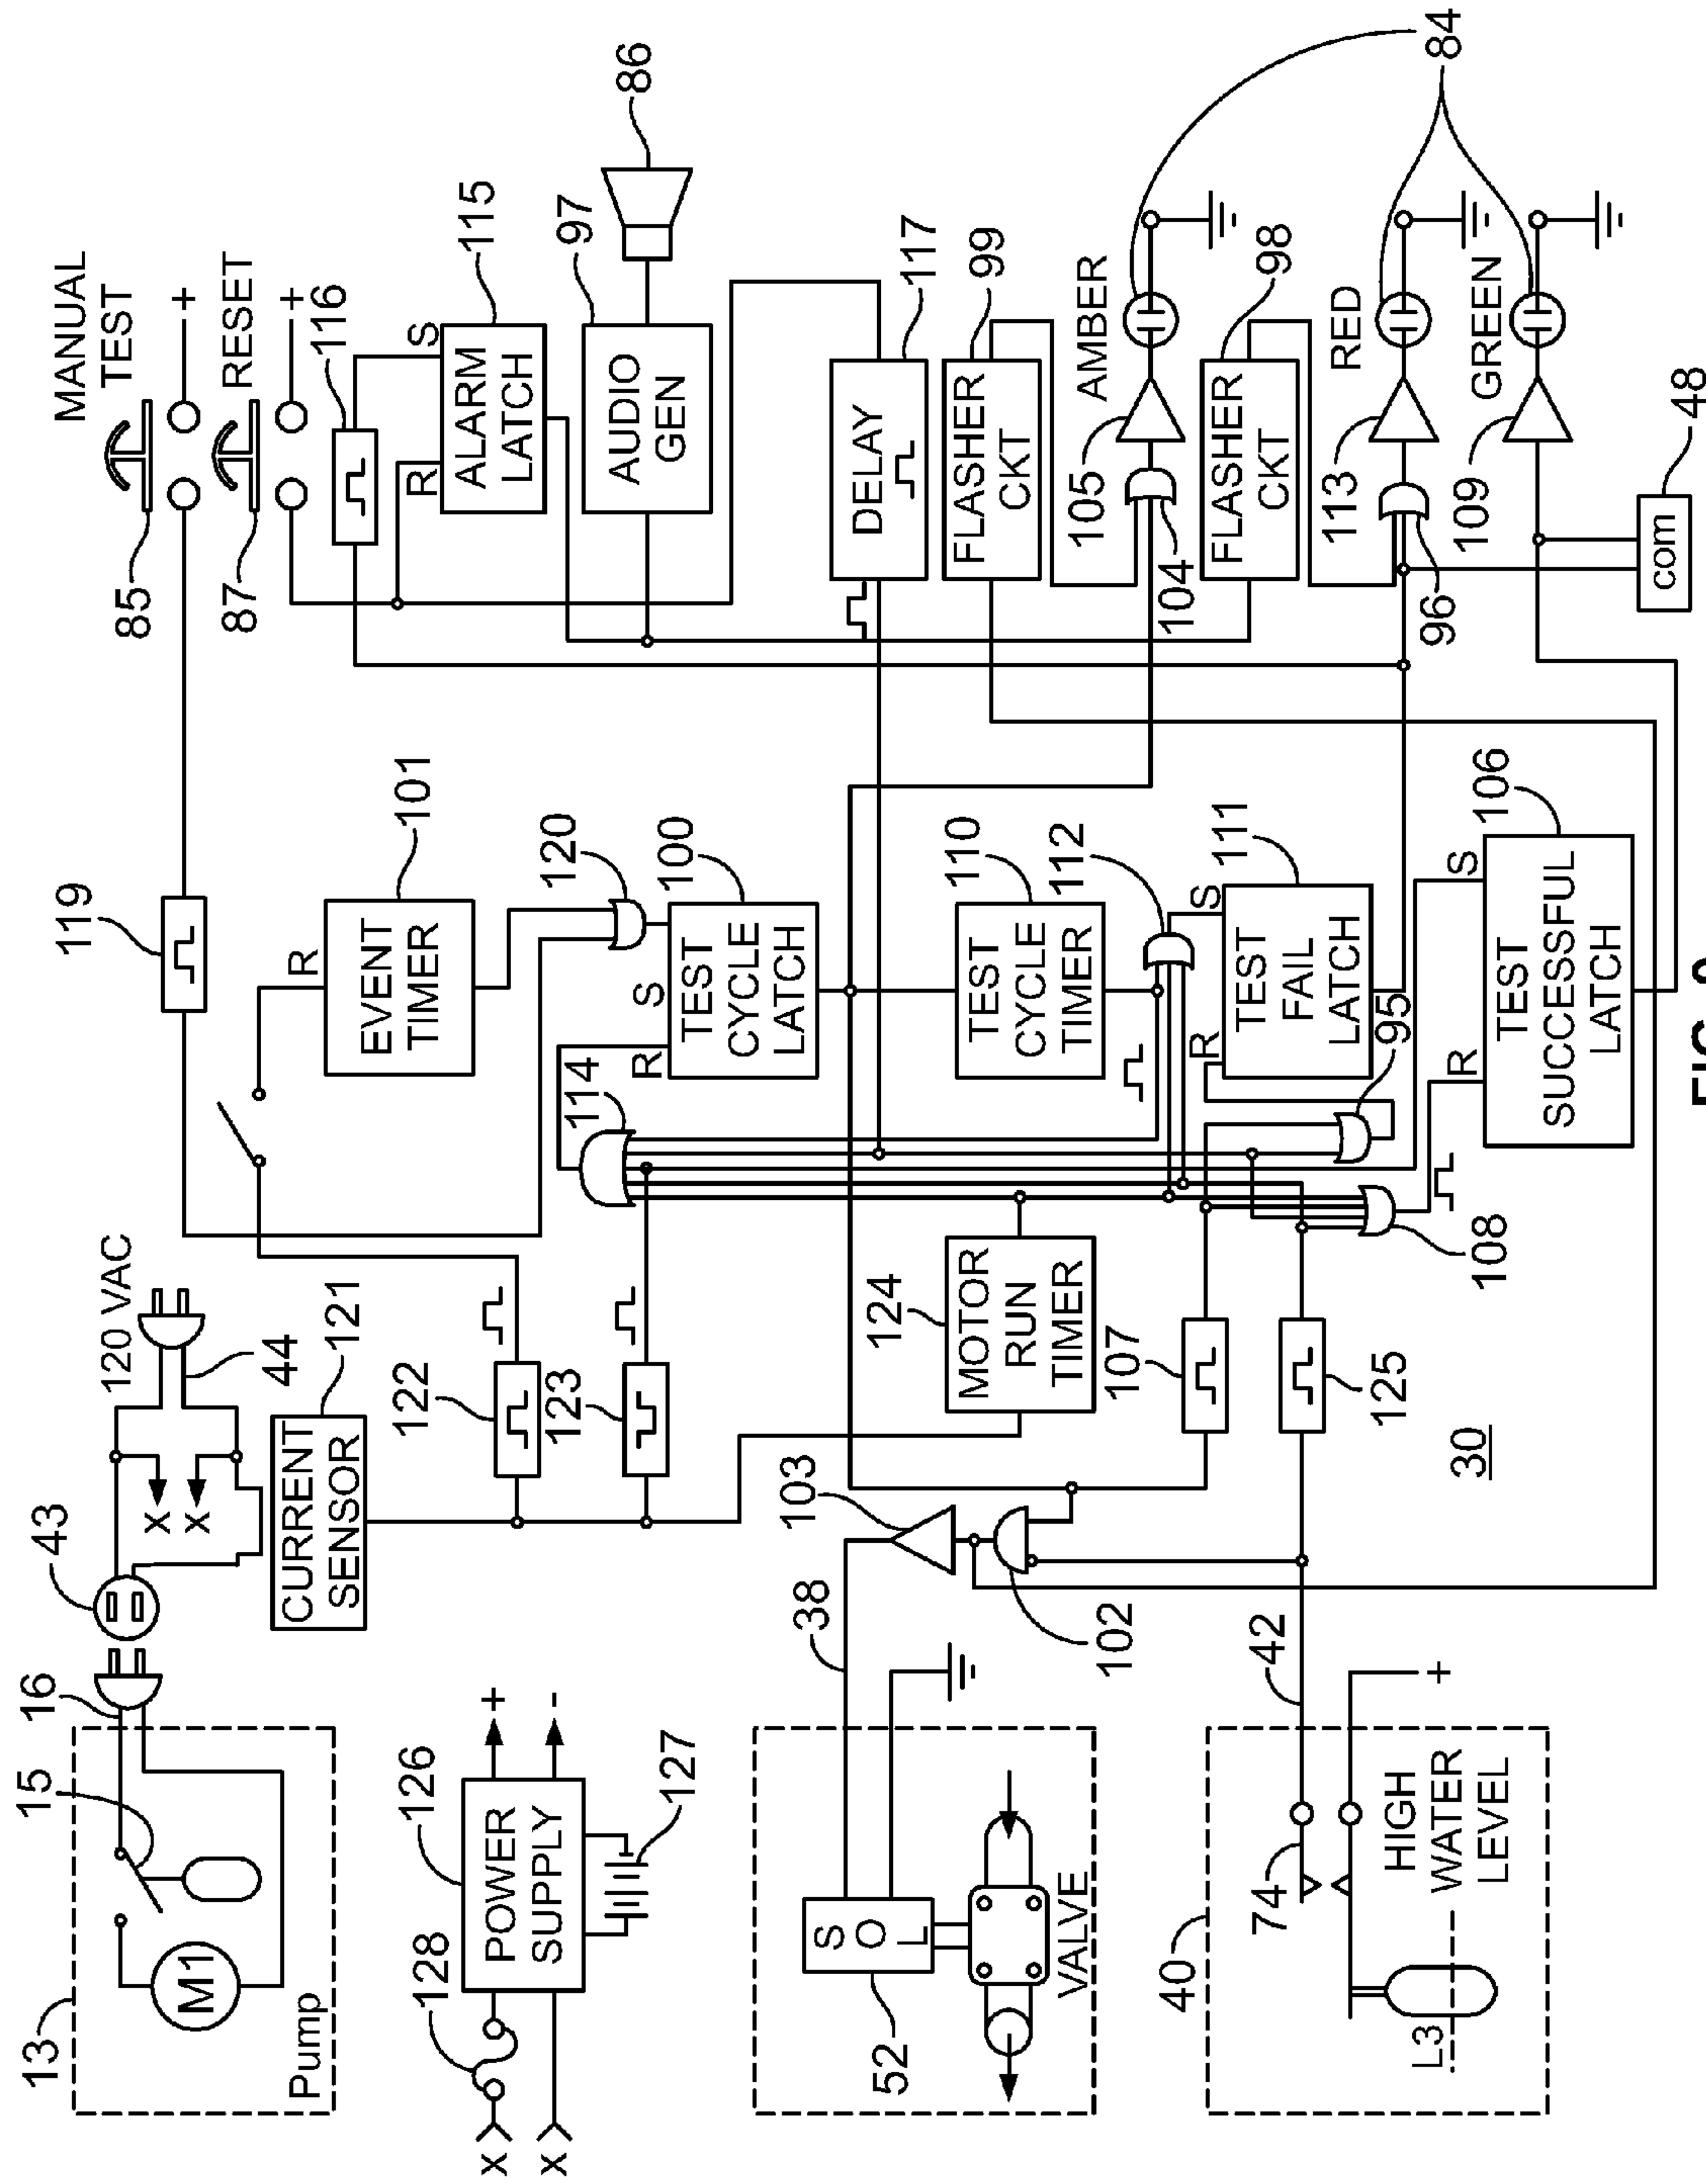 MANUAL
TEST
+
85
RESET
+
87
116
S
R
ALARM
LATCH
115
AUDIO
GEN
97
86
DELAY
117
FLASHER
CKT
99
AMBER
105
104
84
FLASHER
CKT
98
RED
113
96
GREEN
109
com
48
119
R
EVENT
TIMER
101
120
100
S
R
TEST
CYCLE
LATCH
114
TEST
CYCLE
TIMER
110
112
S
R
TEST
FAIL
LATCH
111
95
S
R
TEST
SUCCESSFUL
LATCH
106
120 VAC
44
43
X
X
CURRENT
SENSOR
121
122
123
124
MOTOR
RUN
TIMER
107
125
108
30
103
102
38
42
16
15
13
M1
Pump
+
-
126
POWER
SUPPLY
127
128
X
X
S
O
L
52
VALVE
40
74
+
HIGH
WATER
LEVEL
L3